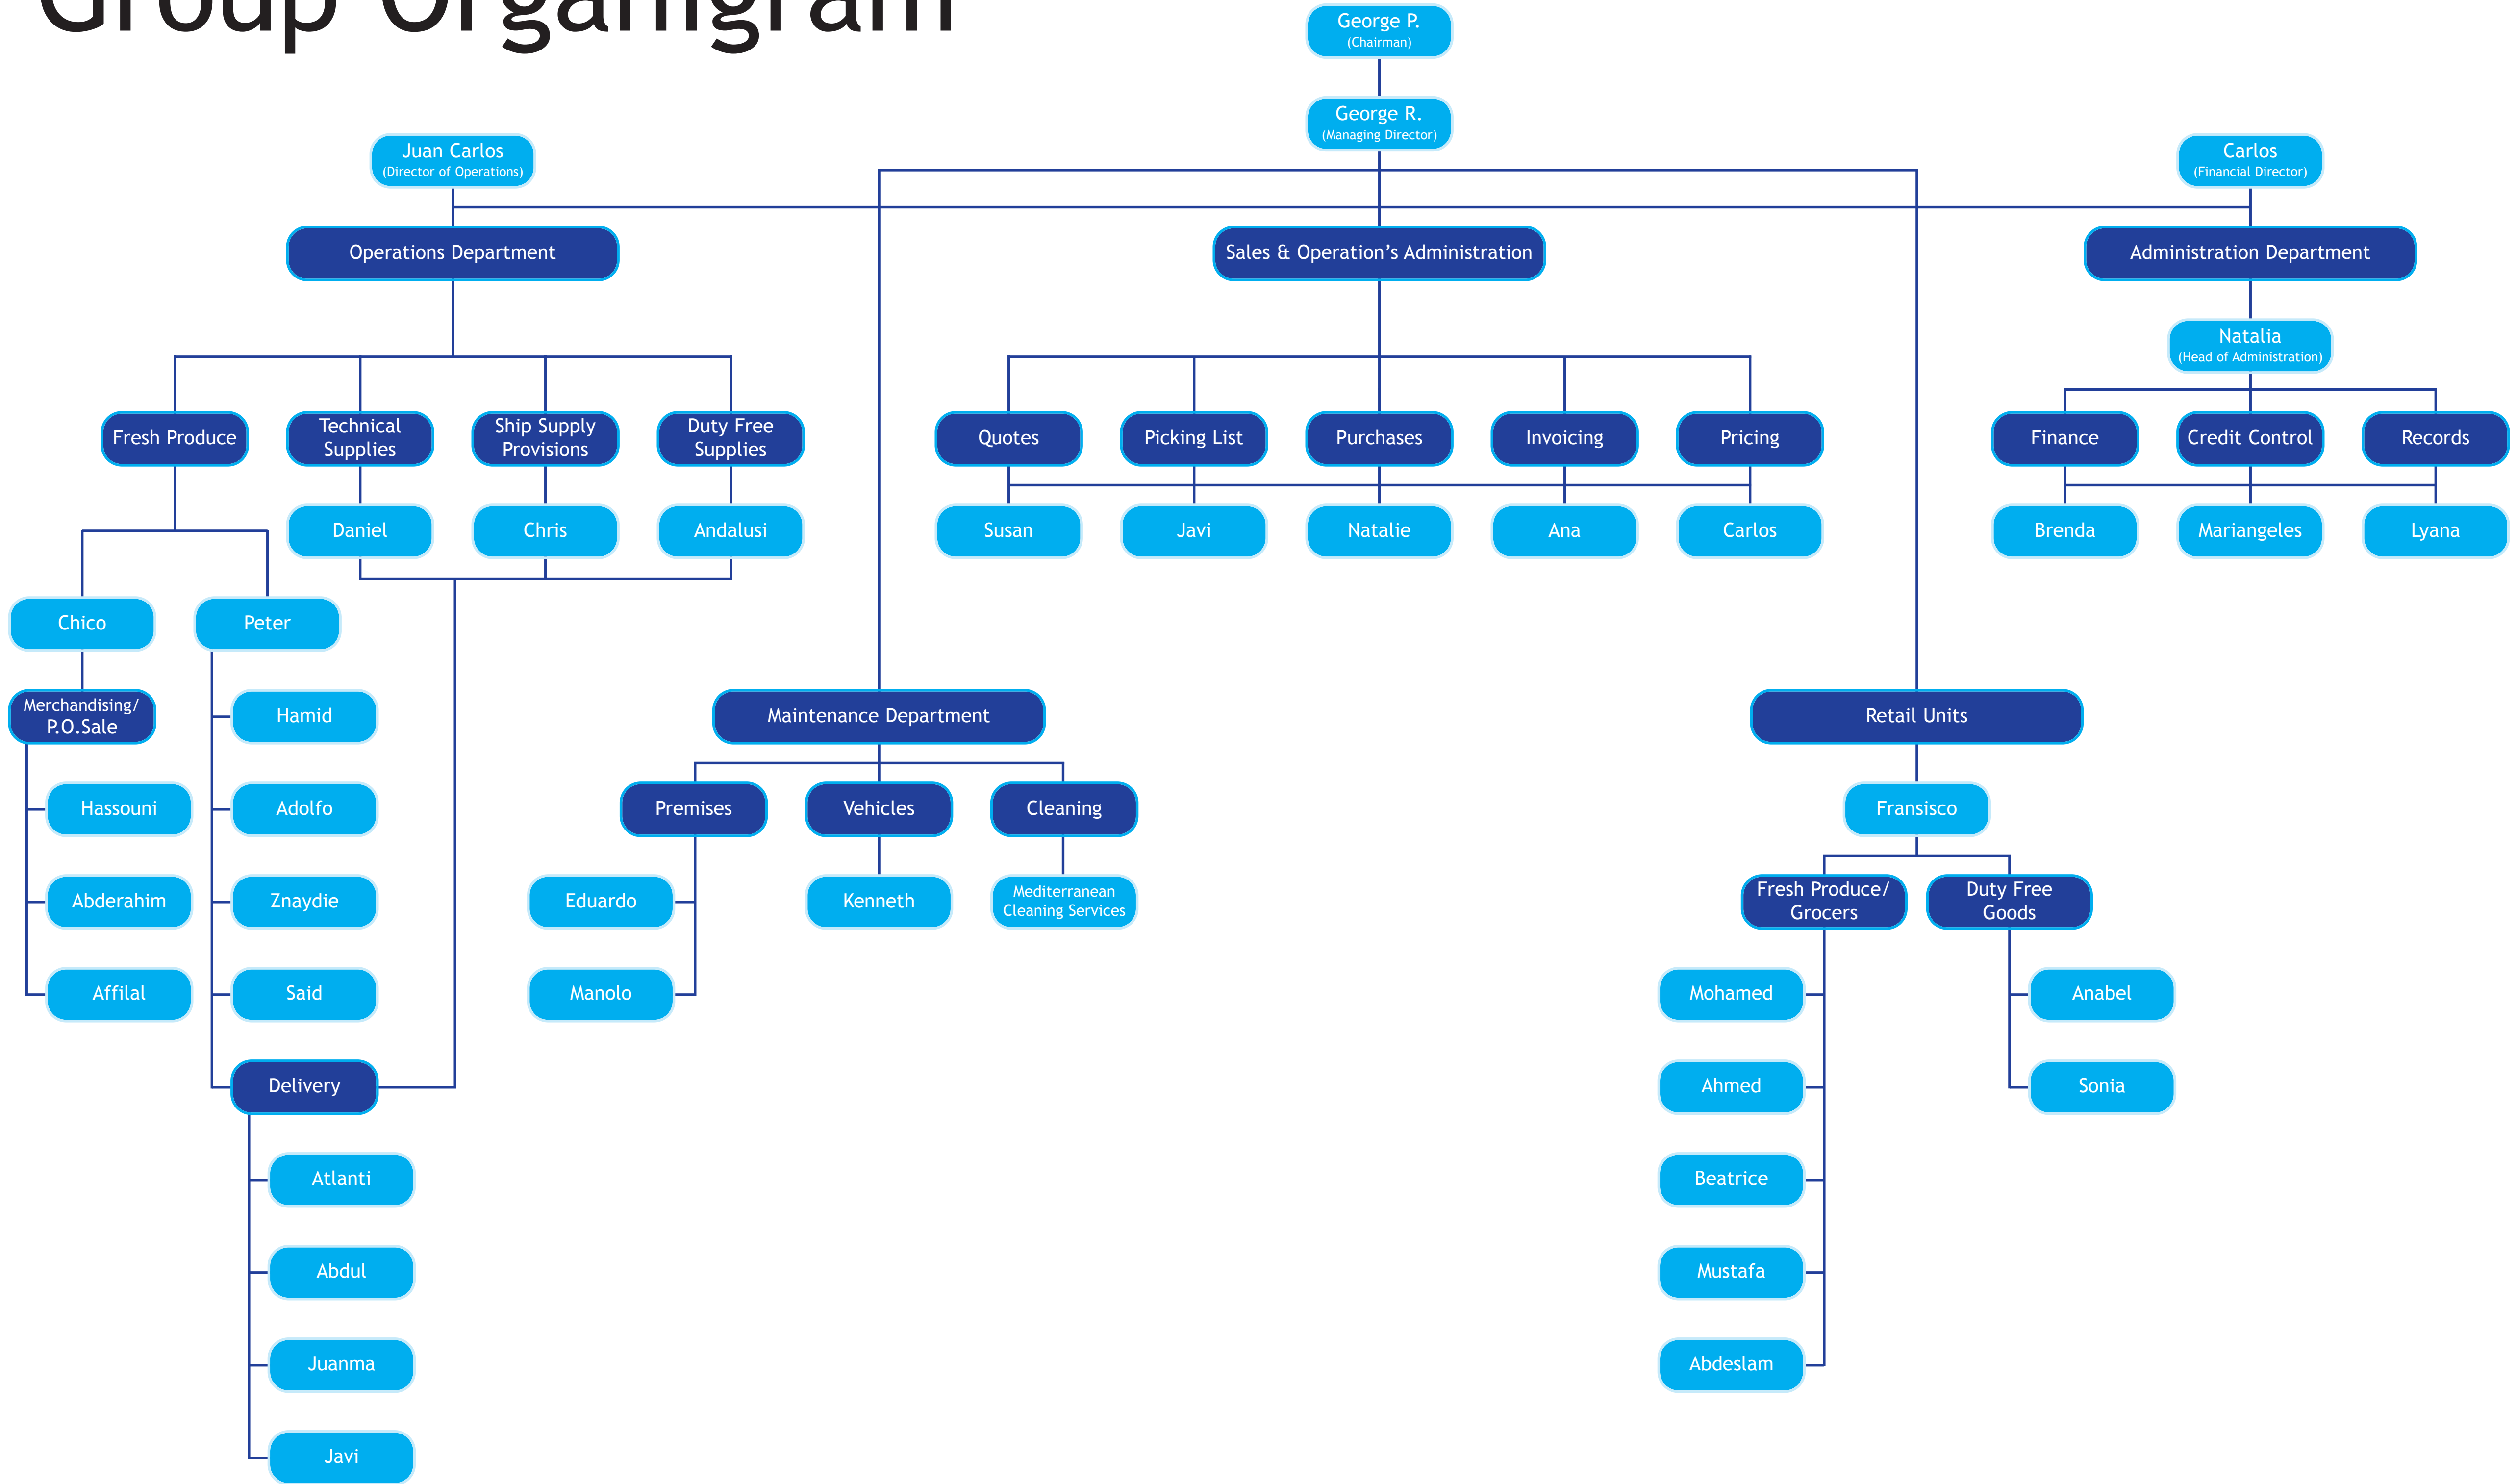 Group Organigram
George P.
(Chairman)
George R.
(Managing Director)
Juan Carlos
(Director of Operations)
Carlos
(Financial Director)
Operations Department
Sales & Operation’s Administration
Administration Department
Natalia
(Head of Administration)
Fresh Produce
Technical
Supplies
Ship Supply
Provisions
Duty Free
Supplies
Quotes
Picking List
Purchases
Invoicing
Pricing
Finance
Credit Control
Records
Daniel
Chris
Andalusi
Susan
Javi
Natalie
Ana
Carlos
Brenda
Mariangeles
Lyana
Chico
Peter
Merchandising/
P.O.Sale
Hamid
Maintenance Department
Retail Units
Hassouni
Adolfo
Premises
Vehicles
Cleaning
Fransisco
Abderahim
Znaydie
Eduardo
Kenneth
Mediterranean
Cleaning Services
Fresh Produce/
Grocers
Duty Free
Goods
Affilal
Said
Manolo
Mohamed
Anabel
Delivery
Ahmed
Sonia
Atlanti
Beatrice
Abdul
Mustafa
Juanma
Abdeslam
Javi